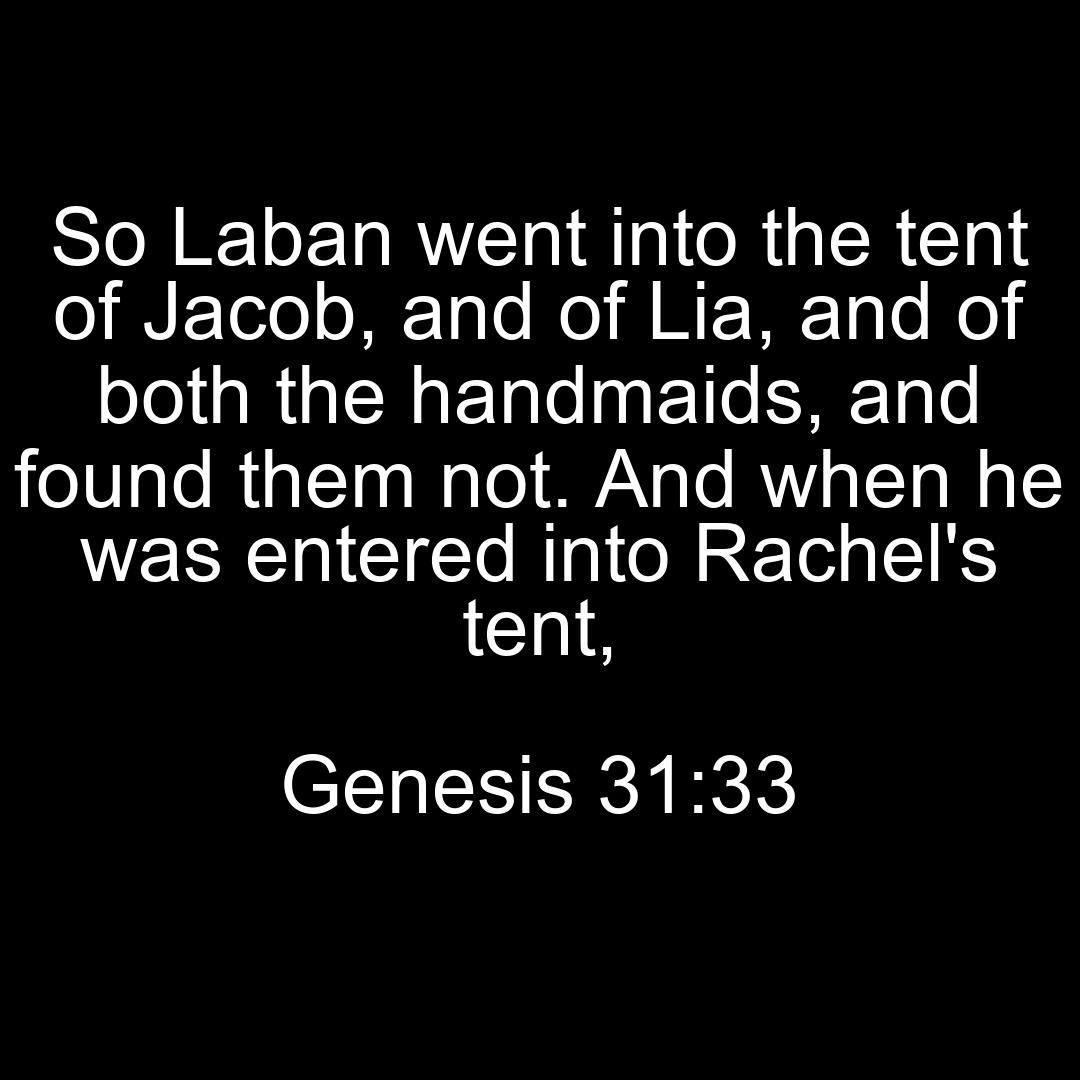 So Laban went into the tent
of Jacob, and of Lia, and of
both the handmaids, and
found them not. And when he
was entered into Rachel's
tent,
Genesis 31:33